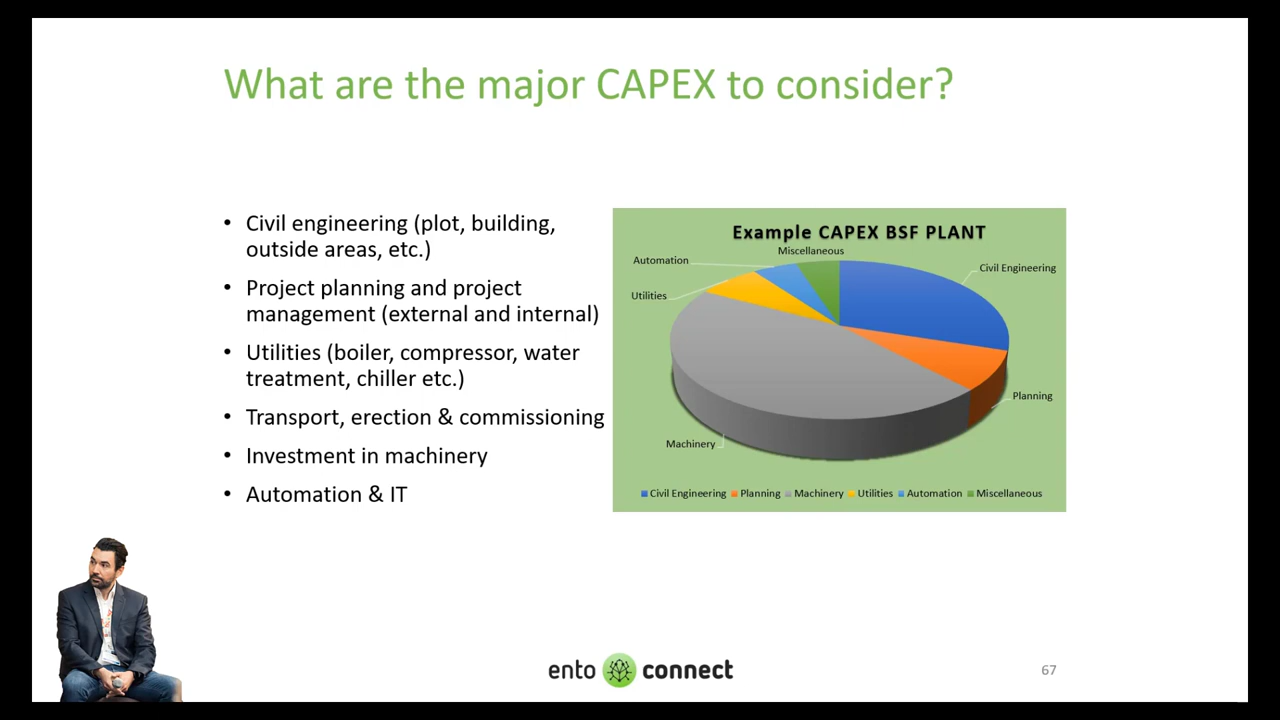 What are the major CAPEX to consider?
• Civil engineering (plot, building,
outside areas, etc.)
• Project planning and project
management (external and internal)
• Utilities (boiler, compressor, water
treatment, chiller etc.)
• Transport, erection & commissioning
• Investment in machinery
• Automation & IT
Example CAPEX BSF PLANT
Miscellaneous
Automation
Civil Engineering
Utilities
Planning
Machinery
Civil Engineering Planning Machinery Utilities Automation Miscellaneous
ento connect
67